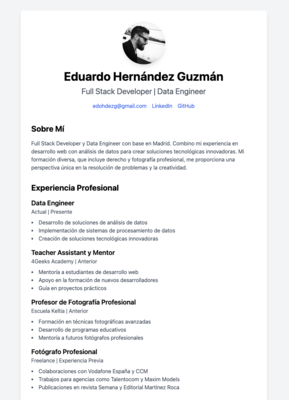 Eduardo Hernández Guzmán
Full Stack Developer | Data Engineer
edohdezg@gmail.com LinkedIn GitHub
Sobre Mí
Full Stack Developer y Data Engineer con base en Madrid. Combino mi experiencia en
desarrollo web con análisis de datos para crear soluciones tecnológicas innovadoras. Mi
formación diversa, que incluye derecho y fotografía profesional, me proporciona una
perspectiva única en la resolución de problemas y la creatividad.
Experiencia Profesional
Data Engineer
Actual | Presente
• Desarrollo de soluciones de análisis de datos
• Implementación de sistemas de procesamiento de datos
• Creación de soluciones tecnológicas innovadoras
Teacher Assistant y Mentor
4Geeks Academy | Anterior
• Mentoría a estudiantes de desarrollo web
• Apoyo en la formación de nuevos desarrolladores
• Guía en proyectos prácticos
Profesor de Fotografía Profesional
Escuela Keltia | Anterior
• Formación en técnicas fotográficas avanzadas
• Desarrollo de programas educativos
• Mentoría a futuros fotógrafos profesionales
Fotógrafo Profesional
Freelance | Experiencia Previa
• Colaboraciones con Vodafone España y CCM
• Trabajos para agencias como Talentocom y Maxim Models
• Publicaciones en revista Semana y Editorial Martínez Roca